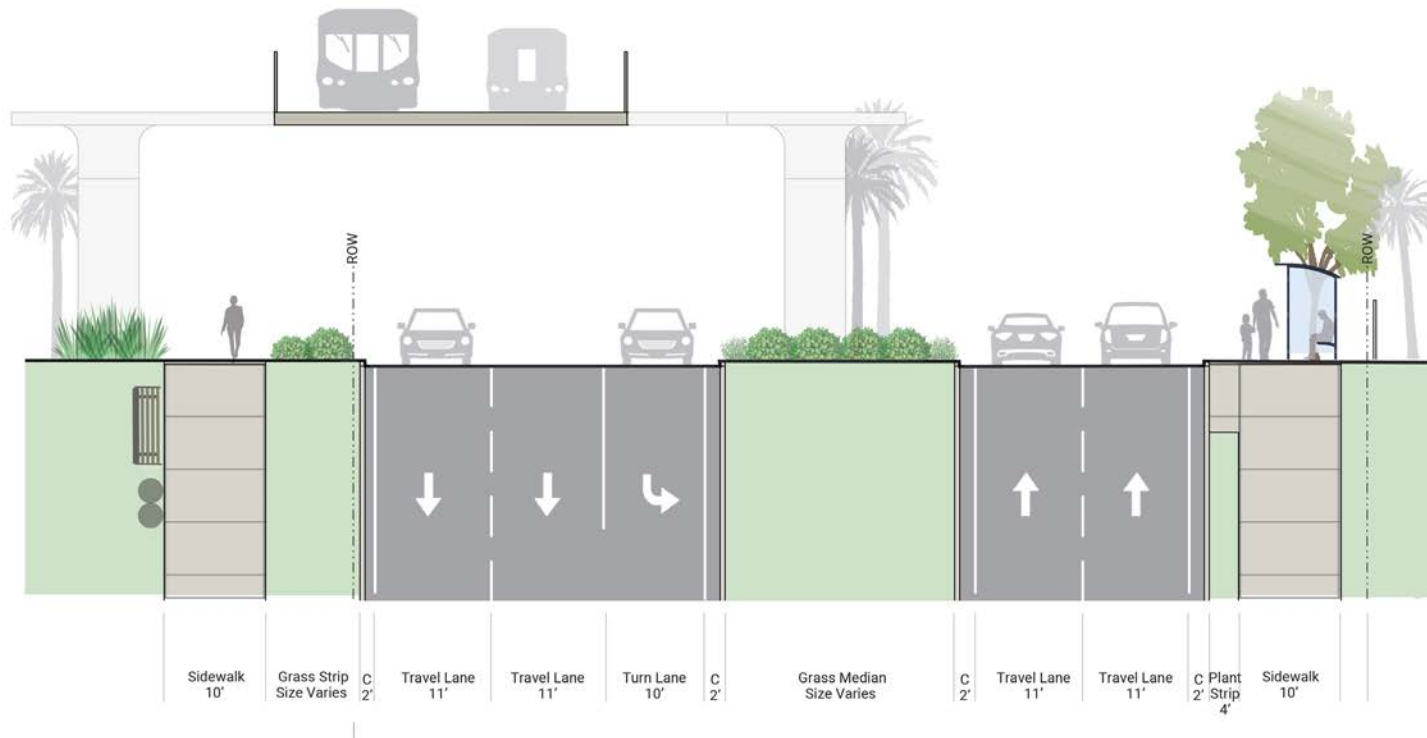 ROW
ROW
Sidewalk
10'
Grass Strip
Size Varies
C
2'
Travel Lane
11'
Travel Lane
11'
Turn Lane
10'
C
2'
Grass Median
Size Varies
C
2'
Travel Lane
11'
Travel Lane
11'
C
2'
Plant
Strip
4'
Sidewalk
10'